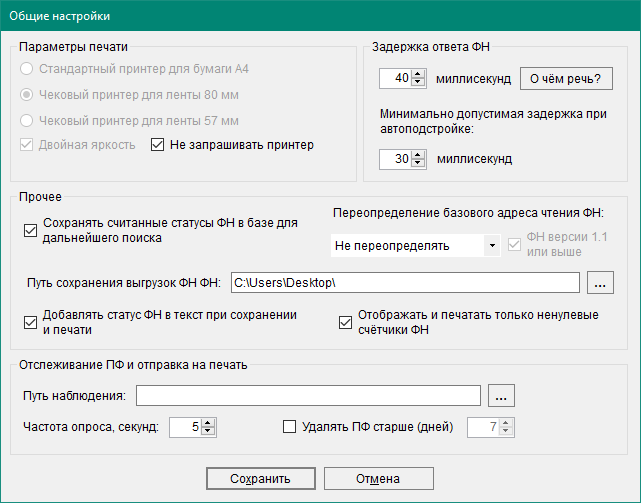 Общие настройки
Параметры печати
Стандартный принтер для бумаги А4
Чековый принтер для ленты 80 мм
Чековый принтер для ленты 57 мм
Двойная яркость
Не запрашивать принтер
Задержка ответа ФН
40 миллисекунд
О чём речь?
Минимально допустимая задержка при
автоподстройке:
30 миллисекунд
Прочее
Сохранять считанные статусы ФН в базе для
дальнейшего поиска
Переопределение базового адреса чтения ФН:
Не переопределять
ФН версии 1.1
или выше
Путь сохранения выгрузок ФН ФН: C:\Users\Desktop\ ...
Добавлять статус ФН в текст при сохранении
и печати
Отображать и печатать только ненулевые
счётчики ФН
Отслеживание ПФ и отправка на печать
Путь наблюдения: ...
Частота опроса, секунд: 5
Удалять ПФ старше (дней) 7
Сохранить
Отмена